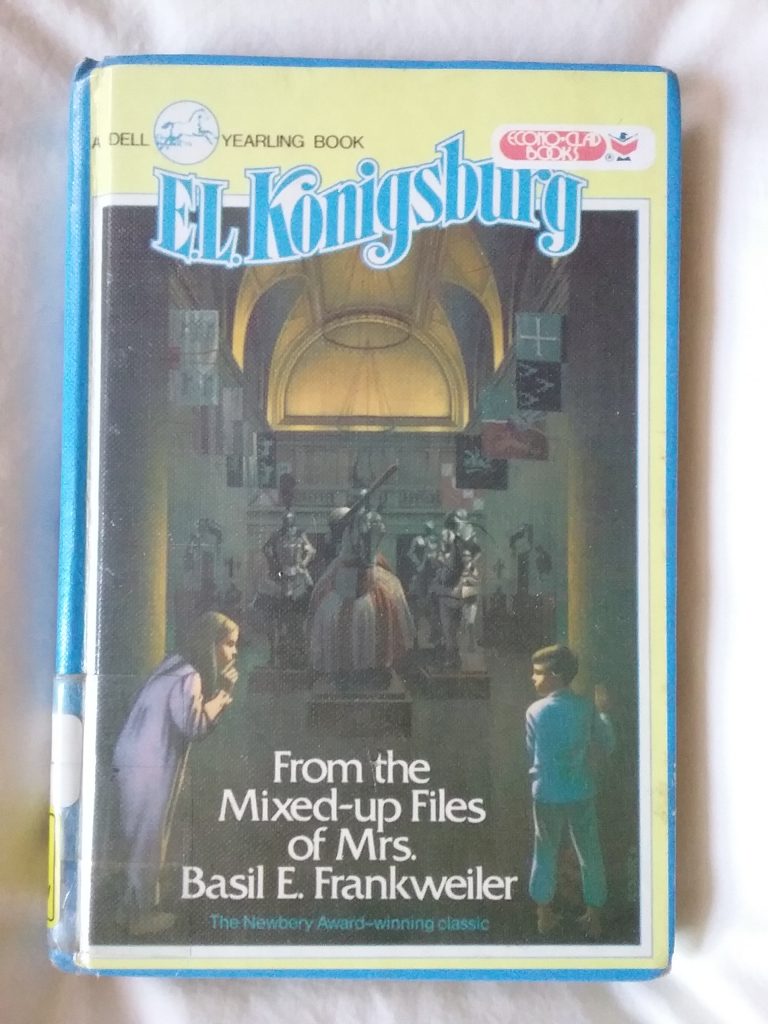 A DELL YEARLING BOOK
ECONO-CLAD
BOOKS ®
E.L. Konigsburg
From the
Mixed-up Files
of Mrs.
Basil E. Frankweiler
The Newbery Award-winning classic